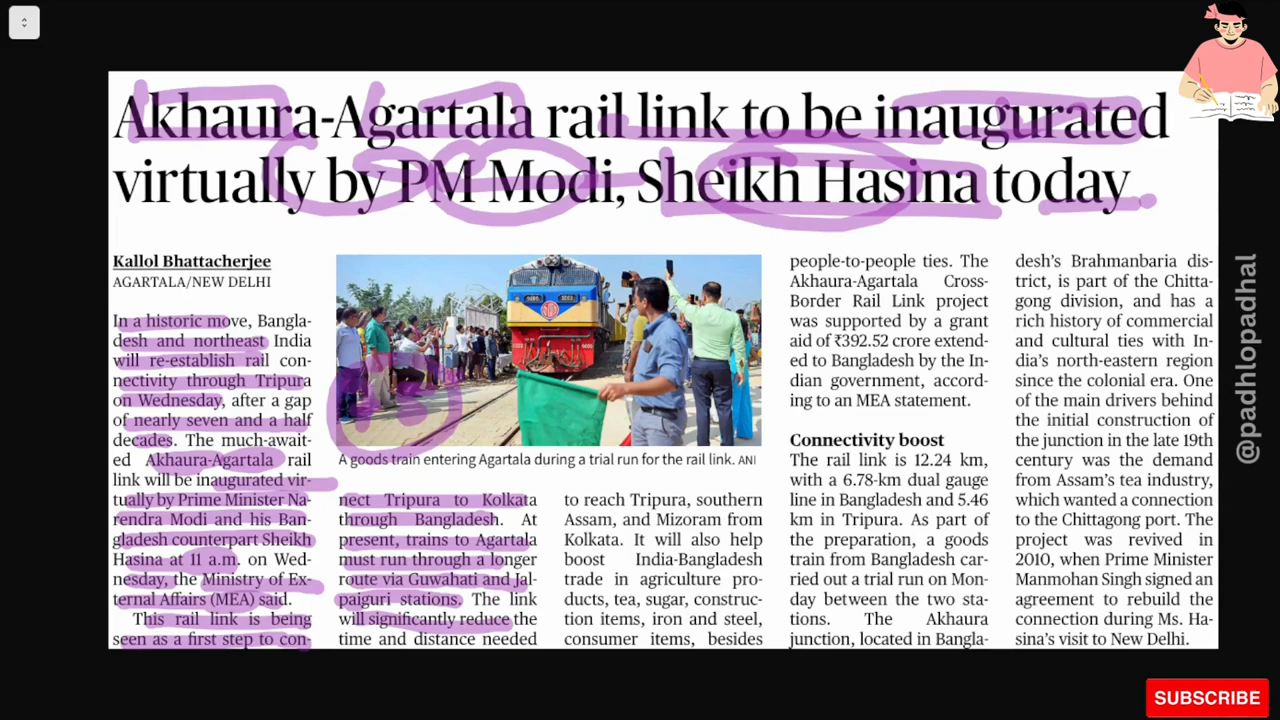 Akhaura-Agartala rail link to be inaugurated
virtually by PM Modi, Sheikh Hasina today
Kallol Bhattacherjee
AGARTALA/NEW DELHI
In a historic move, Bangla-
desh and northeast India
will re-establish rail con-
nectivity through Tripura
on Wednesday, after a gap
of nearly seven and a half
decades. The much-await-
ed Akhaura-Agartala rail
link will be inaugurated vir-
tually by Prime Minister Na-
rendra Modi and his Ban-
gladesh counterpart Sheikh
Hasina at 11 a.m. on Wed-
nesday, the Ministry of Ex-
ternal Affairs (MEA) said.
This rail link is being
seen as a first step to con-
A goods train entering Agartala during a trial run for the rail link. ANI
nect Tripura to Kolkata
through Bangladesh. At
present, trains to Agartala
must run through a longer
route via Guwahati and Jal-
paiguri stations. The link
will significantly reduce the
time and distance needed
to reach Tripura, southern
Assam, and Mizoram from
Kolkata. It will also help
boost India-Bangladesh
trade in agriculture pro-
ducts, tea, sugar, construc-
tion items, iron and steel,
consumer items, besides
people-to-people ties. The
Akhaura-Agartala Cross-
Border Rail Link project
was supported by a grant
aid of ₹392.52 crore extend-
ed to Bangladesh by the In-
dian government, accord-
ing to an MEA statement.
Connectivity boost
The rail link is 12.24 km,
with a 6.78-km dual gauge
line in Bangladesh and 5.46
km in Tripura. As part of
the preparation, a goods
train from Bangladesh car-
ried out a trial run on Mon-
day between the two sta-
tions. The Akhaura
junction, located in Bangla-
desh's Brahmanbaria dis-
trict, is part of the Chitta-
gong division, and has a
rich history of commercial
and cultural ties with In-
dia's north-eastern region
since the colonial era. One
of the main drivers behind
the initial construction of
the junction in the late 19th
century was the demand
from Assam's tea industry,
which wanted a connection
to the Chittagong port. The
project was revived in
2010, when Prime Minister
Manmohan Singh signed an
agreement to rebuild the
connection during Ms. Ha-
sina's visit to New Delhi.
@padhlopadhal
SUBSCRIBE